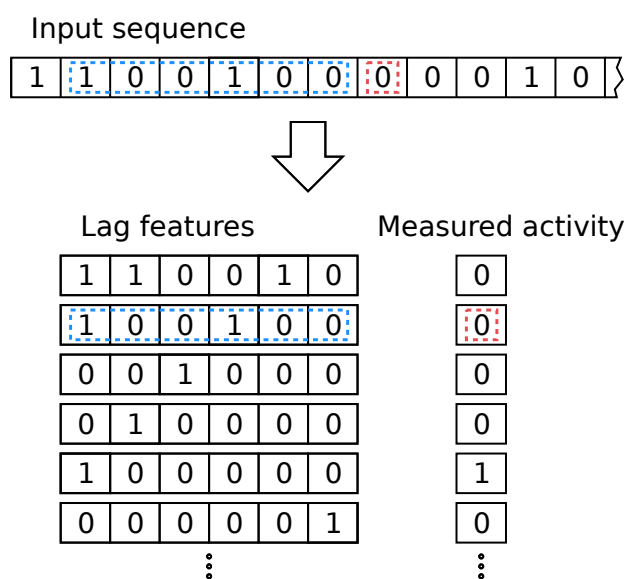 Input sequence
1 1 0 0 1 0 0 0 0 0 1 0
Lag features Measured activity
1 1 0 0 1 0 0
1 0 0 1 0 0 0
0 0 1 0 0 0 0
0 1 0 0 0 0 0
1 0 0 0 0 0 1
0 0 0 0 0 1 0